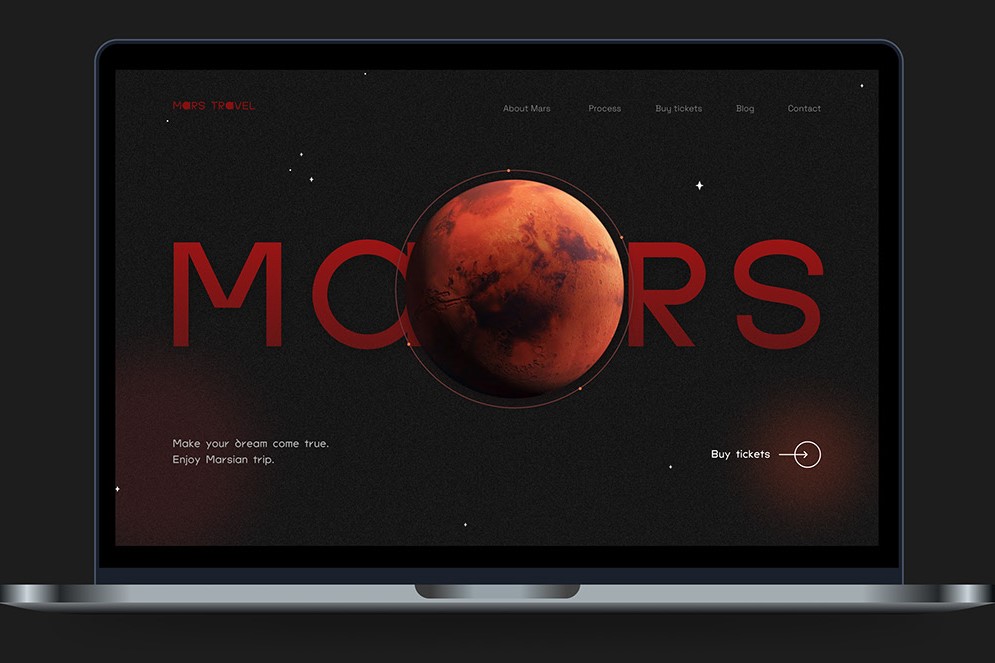 MARS TRAVEL
About Mars Process Buy tickets Blog Contact
MARS
Make your dream come true.
Enjoy Marsian trip.
Buy tickets